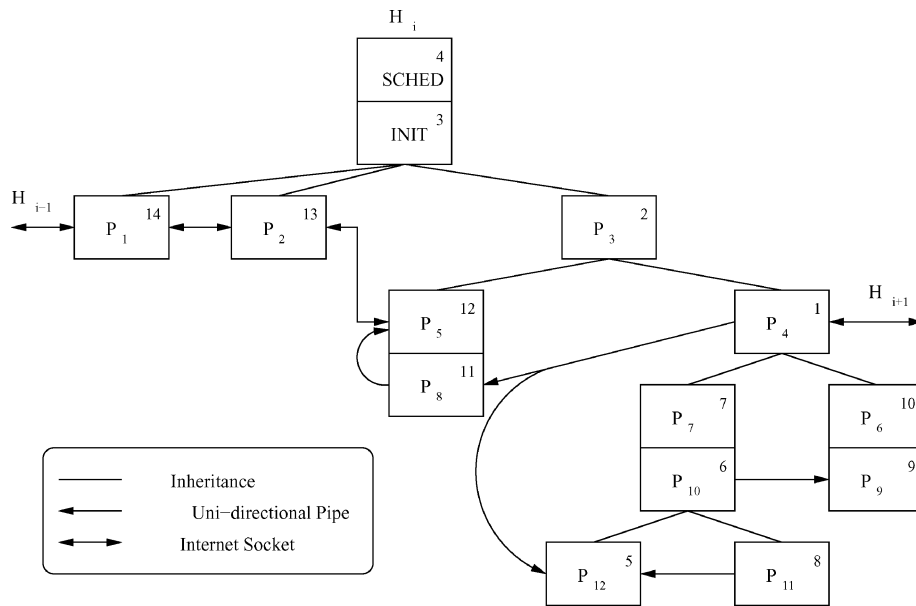 H i
4
SCHED
3
INIT
H i−1
14
P 1
13
P 2
2
P 3
12
P 5
1
P 4
H i+1
11
P 8
7
P 7
10
P 6
6
P 10
9
P 9
5
P 12
8
P 11
Inheritance
Uni−directional Pipe
Internet Socket